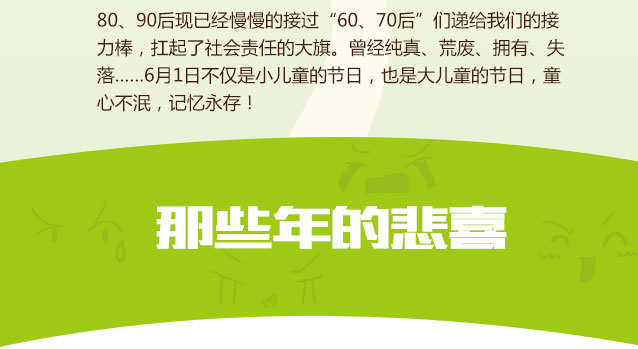 80、90后现已经慢慢的接过“60、70后”们递给我们的接
力棒，扛起了社会责任的大旗。曾经纯真、荒废、拥有、失
落......6月1日不仅是小儿童的节日，也是大儿童的节日，童
心不泯，记忆永存！
那些年的悲喜